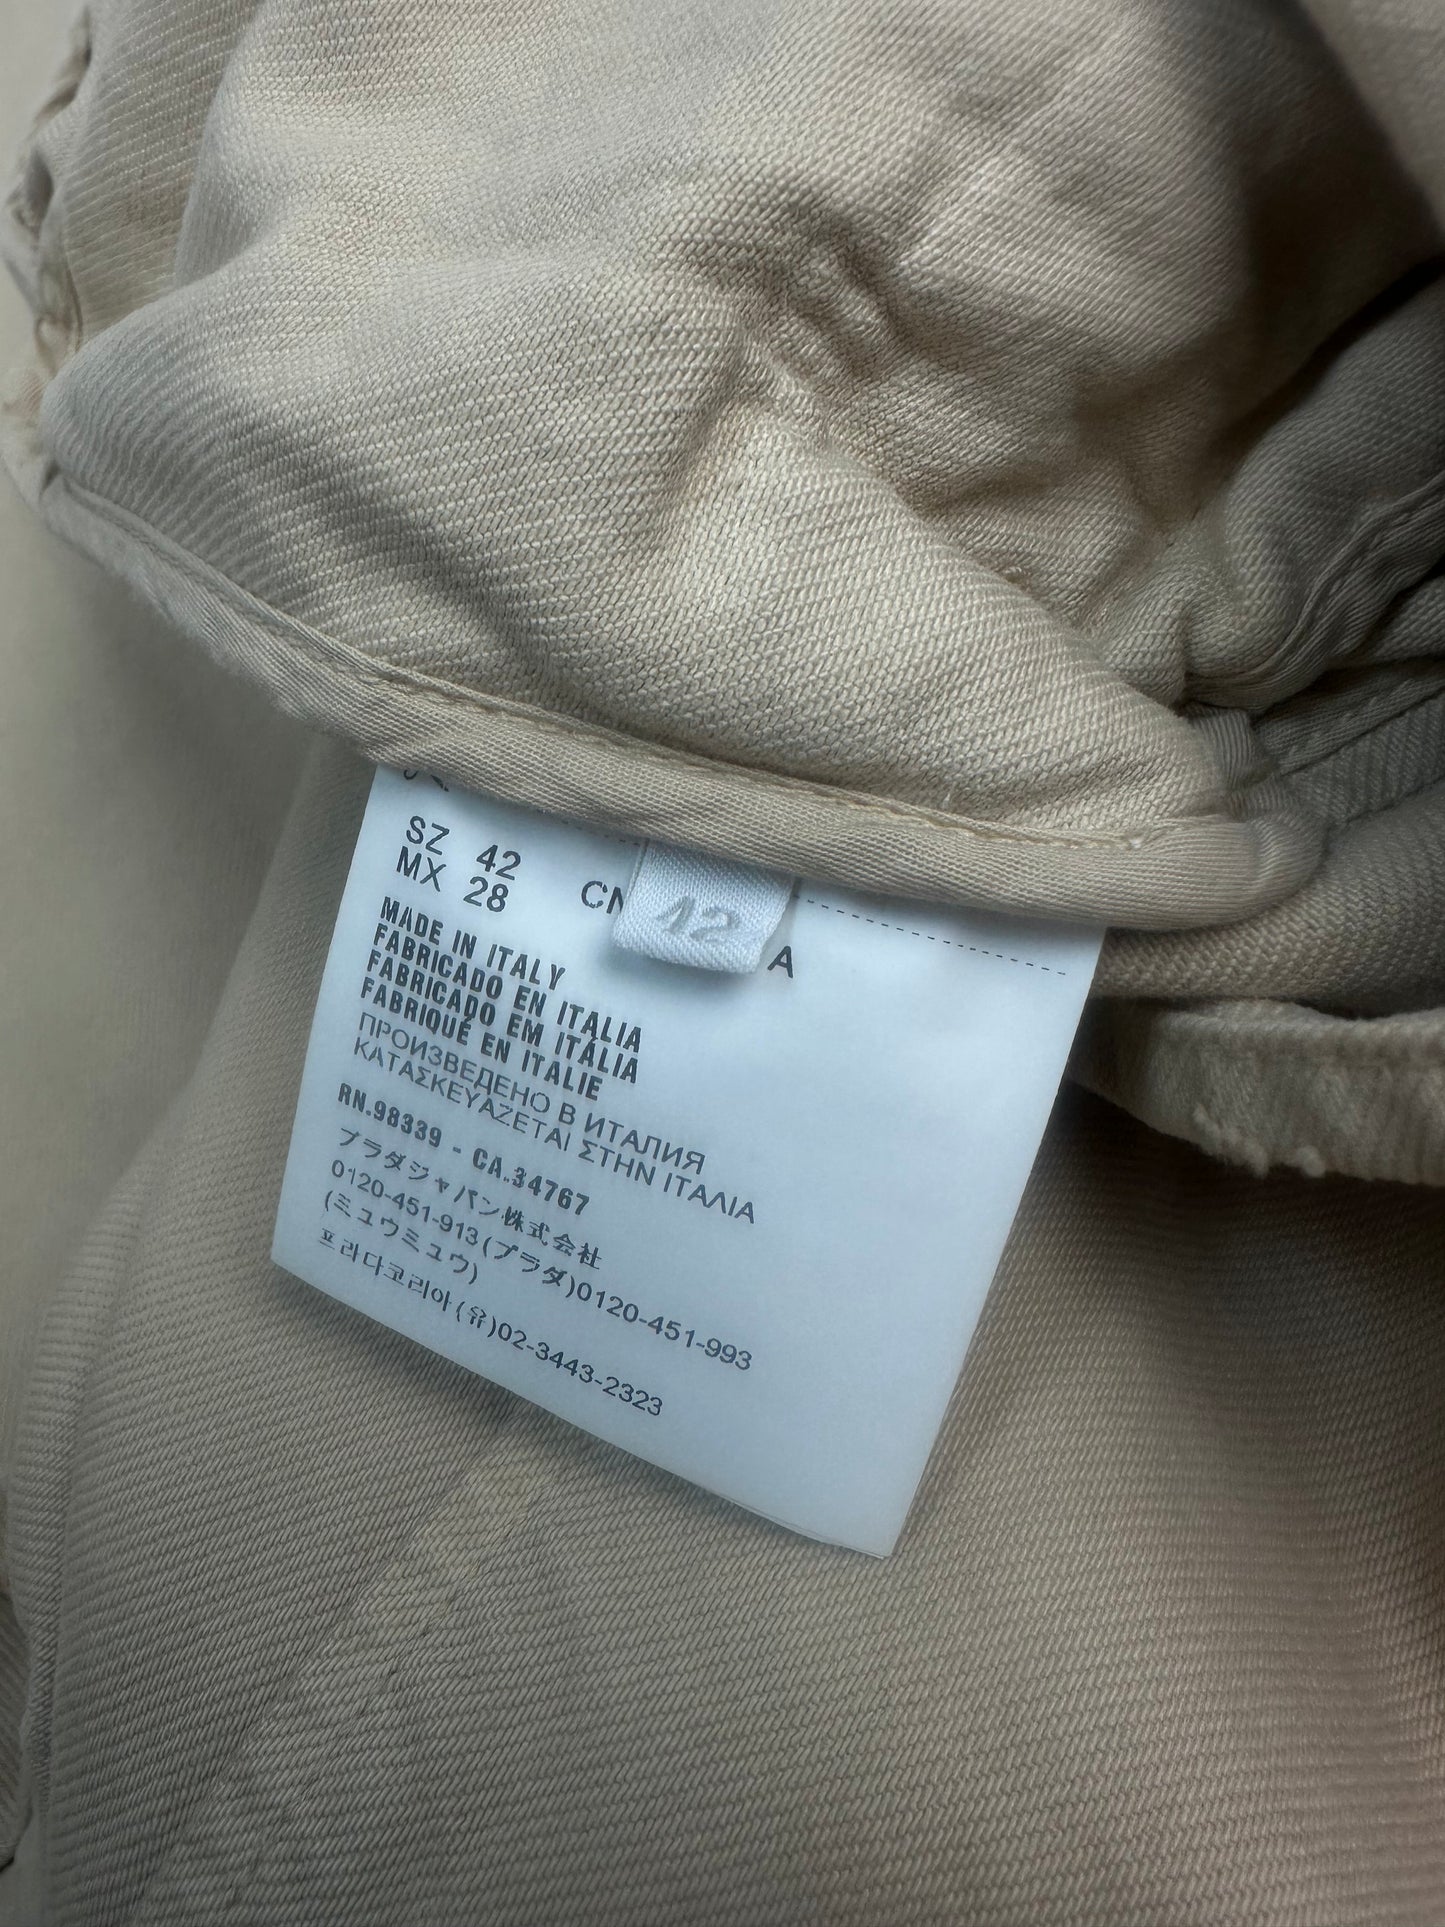 SZ 42
MX 28
CN
42
A
MADE IN ITALY
FABRICADO EN ITALIA
FABRICADO EM ITÁLIA
FABRIQUÉ EN ITALIE
ПРОИЗВЕДЕНО В ИТАЛИЯ
ΚΑΤΑΣΚΕΥΑΖΕΤΑΙ ΣΤΗΝ ΙΤΑΛΙΑ
RN.98339 - CA.34767
プラダジャパン株式会社
0120-451-913(プラダ)0120-451-993
(ミュウミュウ)
프라다코리아(유)02-3443-2323